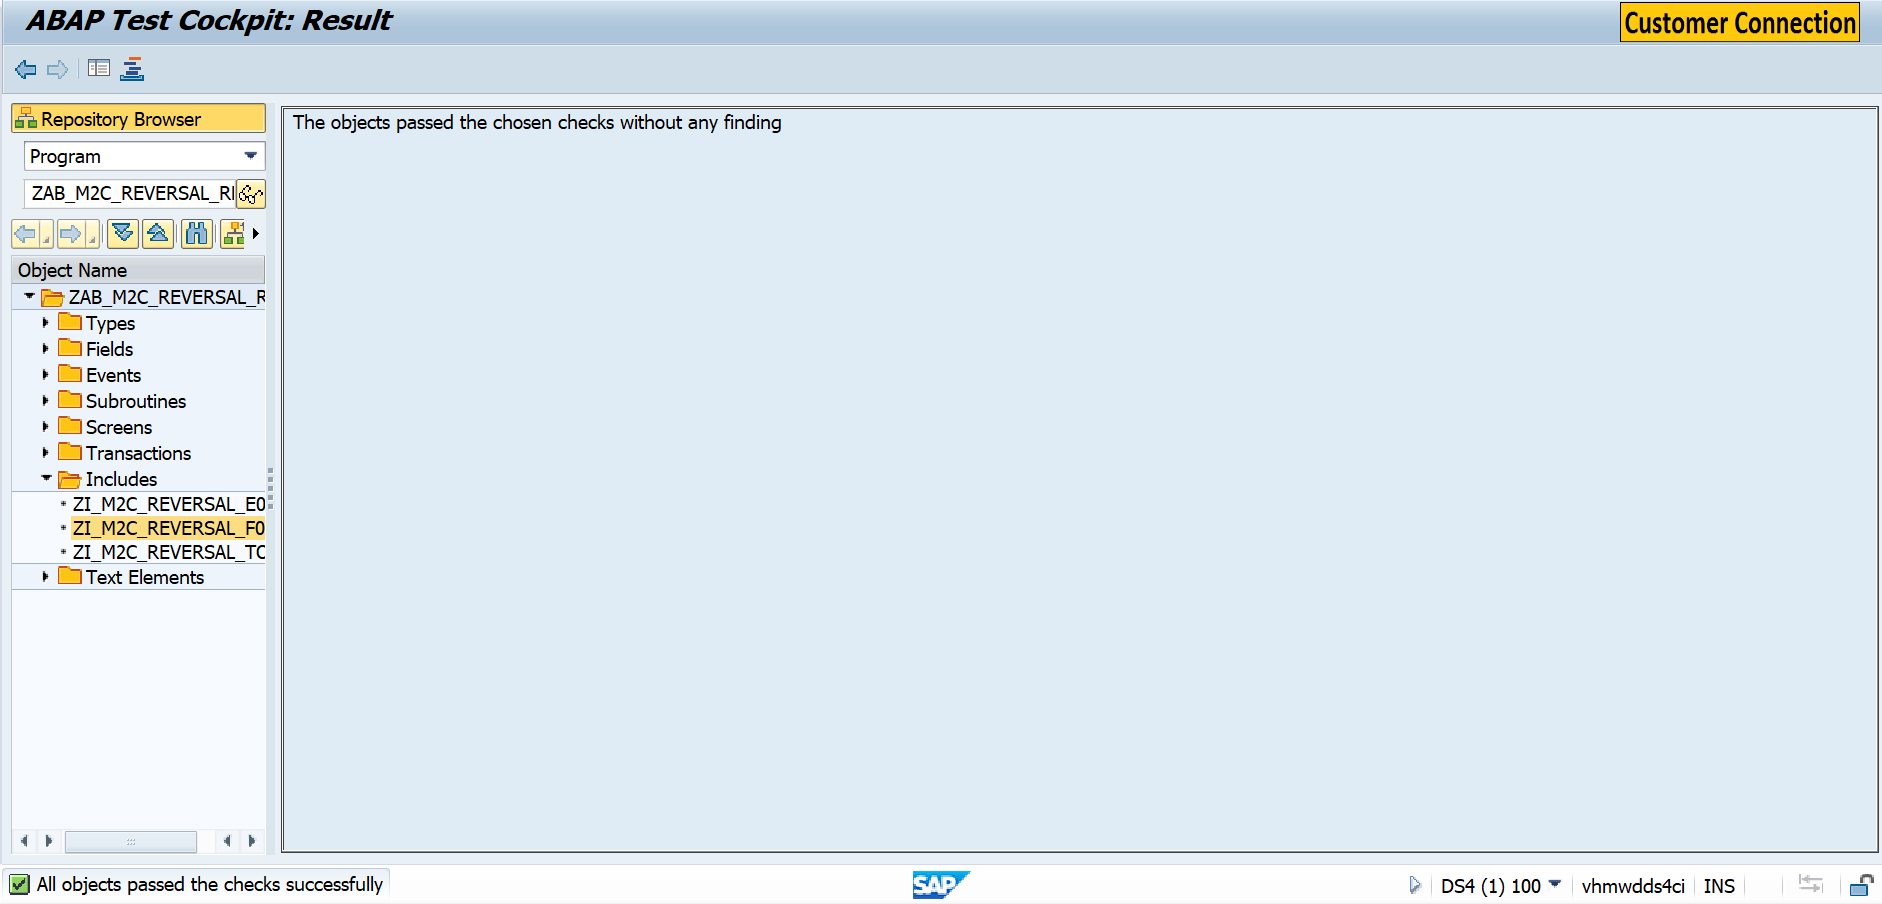 ABAP Test Cockpit: Result
Customer Connection
Repository Browser
Program
ZAB_M2C_REVERSAL_RI
Object Name
ZAB_M2C_REVERSAL_R
Types
Fields
Events
Subroutines
Screens
Transactions
Includes
ZI_M2C_REVERSAL_E0
ZI_M2C_REVERSAL_F0
ZI_M2C_REVERSAL_TO
Text Elements
The objects passed the chosen checks without any finding
All objects passed the checks successfully
SAP
DS4 (1) 100
vhmwdds4ci
INS